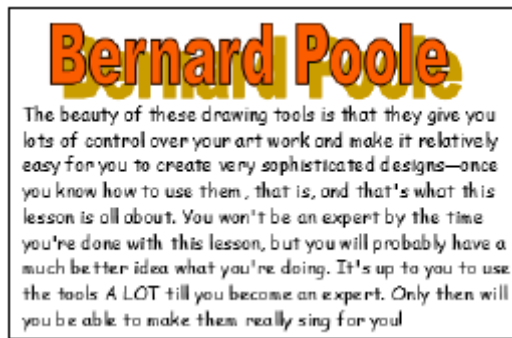 Bernard Poole
The beauty of these drawing tools is that they give you
lots of control over your art work and make it relatively
easy for you to create very sophisticated designs—once
you know how to use them, that is, and that's what this
lesson is all about. You won't be an expert by the time
you're done with this lesson, but you will probably have a
much better idea what you're doing. It's up to you to use
the tools A LOT till you become an expert. Only then will
you be able to make them really sing for you!